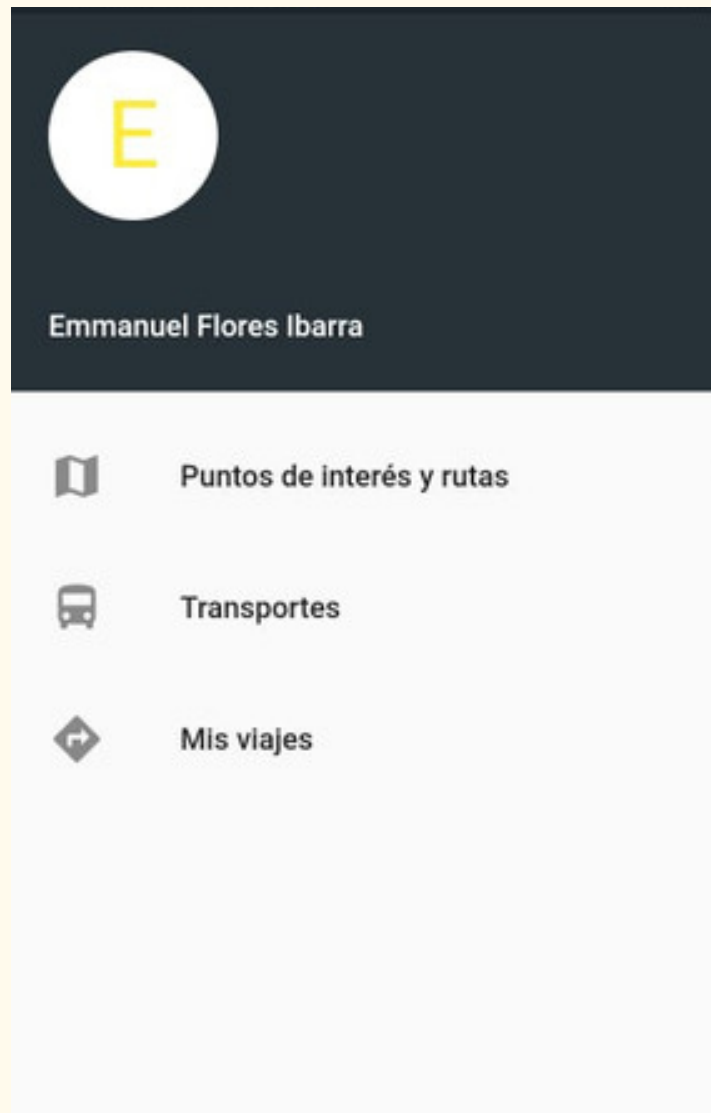 E
Emmanuel Flores Ibarra
Puntos de interés y rutas
Transportes
Mis viajes